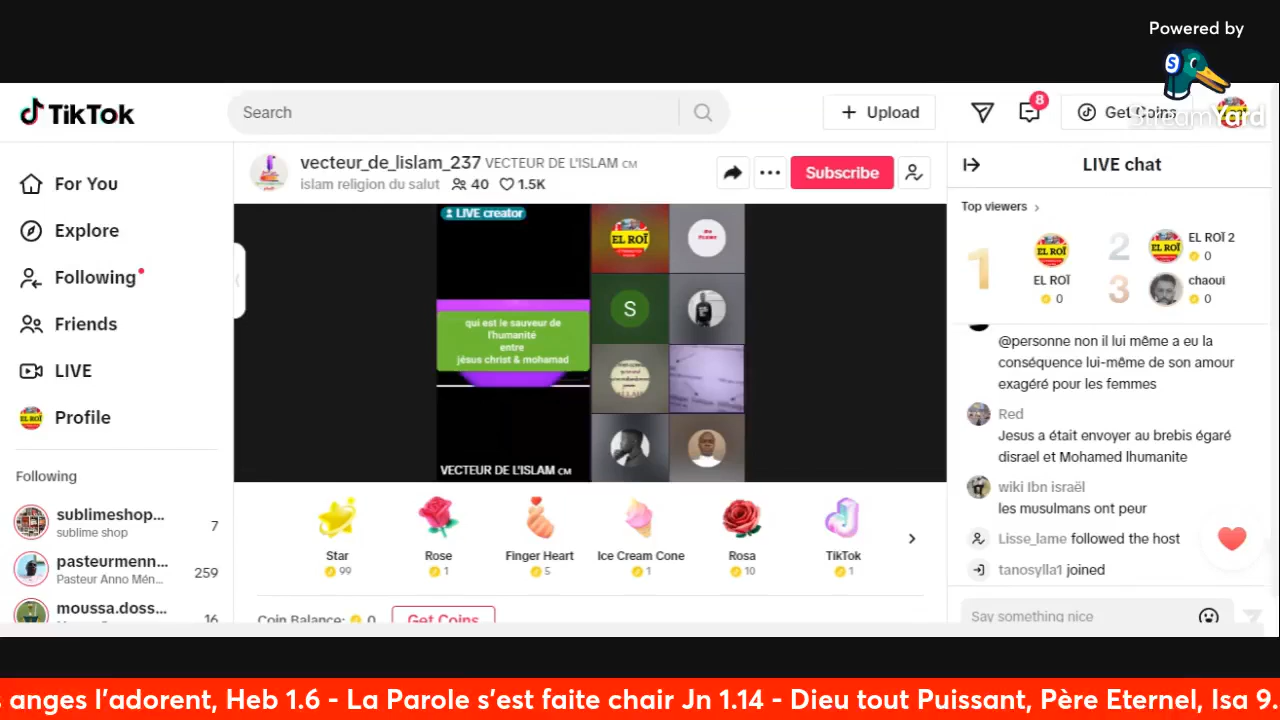 Powered by
StreamYard
TikTok
Search
Upload
8
Get Coins
For You
Explore
Following
Friends
LIVE
Profile
Following
sublimeshop...
sublime shop
7
pasteurmenn...
Pasteur Anno Mén...
259
moussa.doss...
16
vecteur_de_lislam_237 VECTEUR DE L'ISLAM CM
islam religion du salut 40 1.5K
Subscribe
LIVE creator
EL ROÏ
S
qui est le sauveur de
l'humanité
entre
jésus christ & mohamad
VECTEUR DE L'ISLAM CM
Star
99
Rose
1
Finger Heart
5
Ice Cream Cone
1
Rosa
10
TikTok
1
Coin Balance: 0
Get Coins
LIVE chat
Top viewers
1
EL ROÏ
0
2
EL ROÏ 2
0
3
chaoui
0
@personne non il lui même a eu la
conséquence lui-même de son amour
exagéré pour les femmes
Red
Jesus a était envoyer au brebis égaré
disrael et Mohamed lhumanite
wiki Ibn israël
les musulmans ont peur
Lisse_lame followed the host
tanosylla1 joined
Say something nice
s anges l'adorent, Heb 1.6 - La Parole s'est faite chair Jn 1.14 - Dieu tout Puissant, Père Eternel, Isa 9.